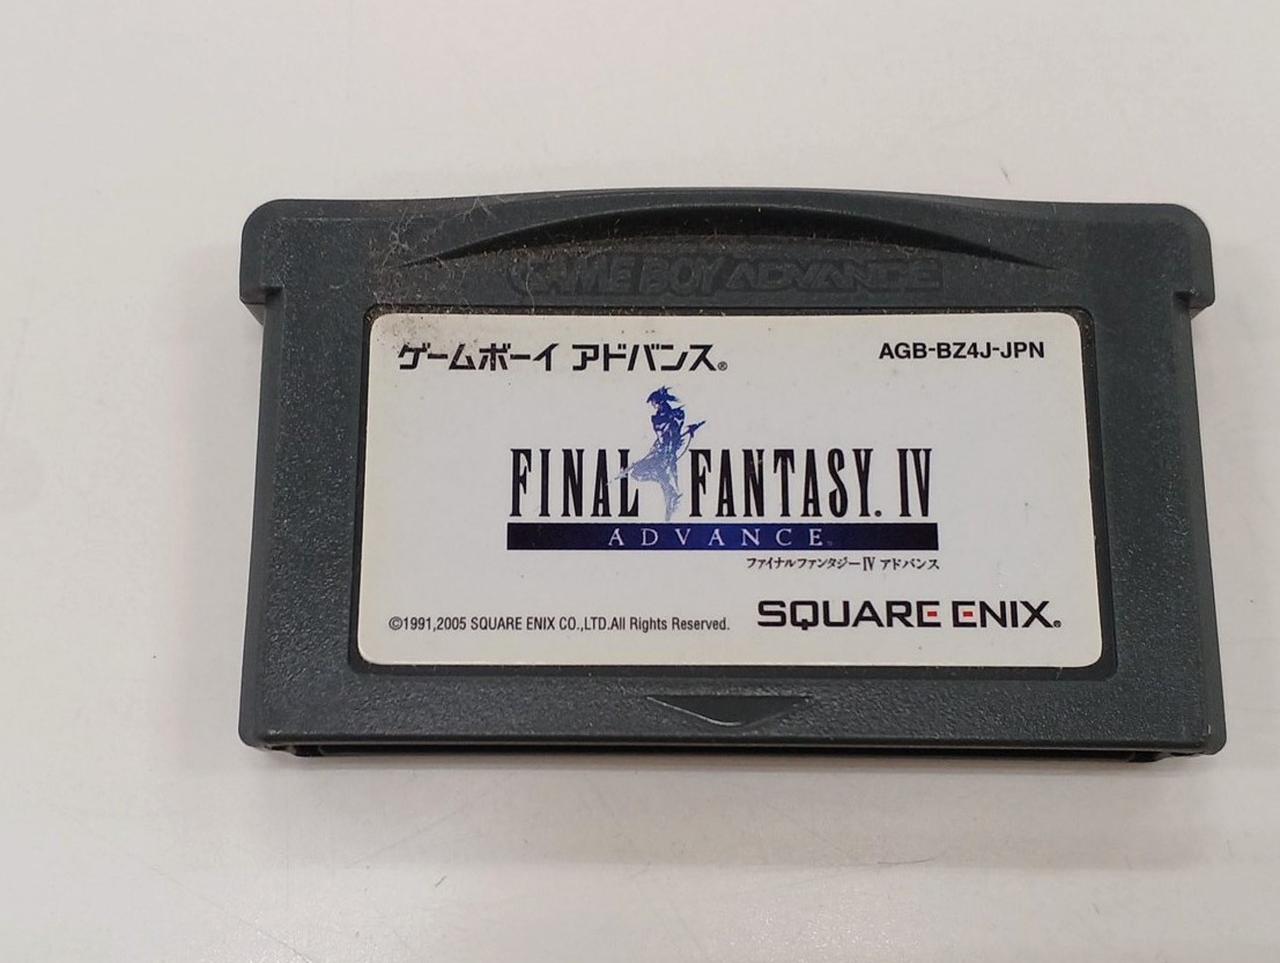 GAME BOY ADVANCE
ゲームボーイ アドバンス®
AGB-BZ4J-JPN
FINAL FANTASY. IV
ADVANCE
ファイナルファンタジーIV アドバンス
©1991,2005 SQUARE ENIX CO.,LTD.All Rights Reserved.
SQUARE ENIX®